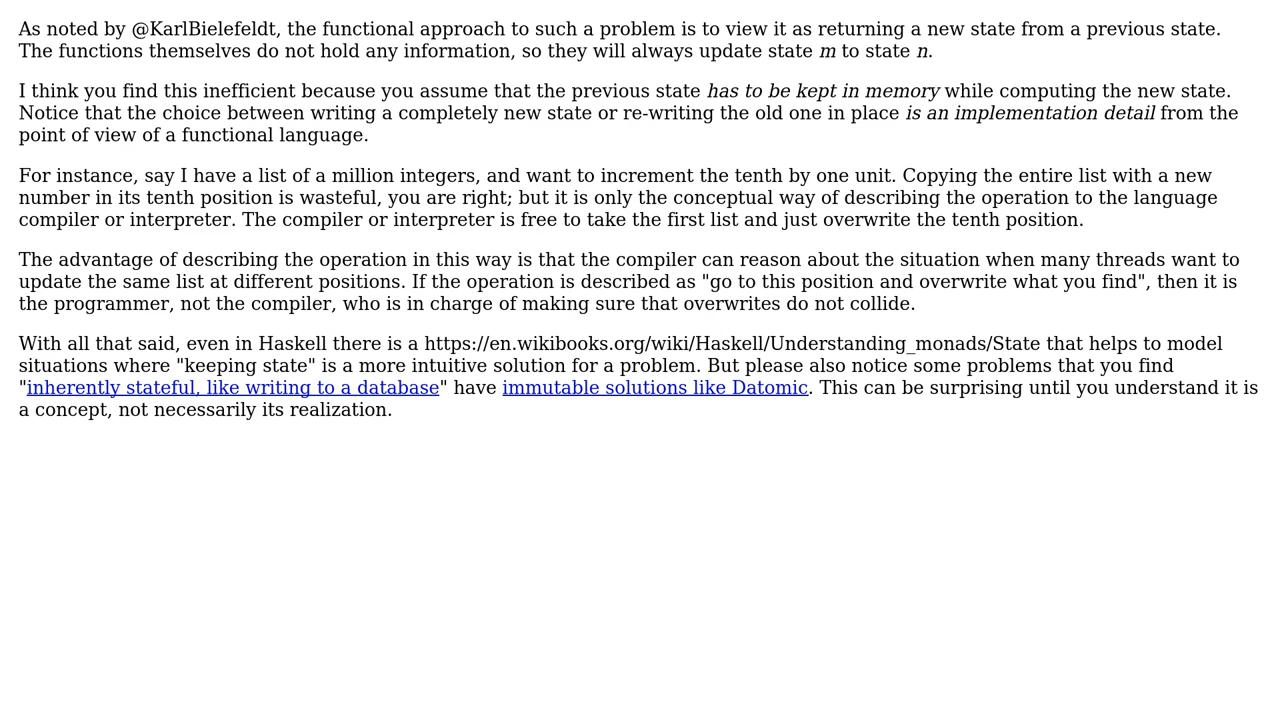 As noted by @KarlBielefeldt, the functional approach to such a problem is to view it as returning a new state from a previous state.
The functions themselves do not hold any information, so they will always update state m to state n.
I think you find this inefficient because you assume that the previous state has to be kept in memory while computing the new state.
Notice that the choice between writing a completely new state or re-writing the old one in place is an implementation detail from the
point of view of a functional language.
For instance, say I have a list of a million integers, and want to increment the tenth by one unit. Copying the entire list with a new
number in its tenth position is wasteful, you are right; but it is only the conceptual way of describing the operation to the language
compiler or interpreter. The compiler or interpreter is free to take the first list and just overwrite the tenth position.
The advantage of describing the operation in this way is that the compiler can reason about the situation when many threads want to
update the same list at different positions. If the operation is described as "go to this position and overwrite what you find", then it is
the programmer, not the compiler, who is in charge of making sure that overwrites do not collide.
With all that said, even in Haskell there is a https://en.wikibooks.org/wiki/Haskell/Understanding_monads/State that helps to model
situations where "keeping state" is a more intuitive solution for a problem. But please also notice some problems that you find
"inherently stateful, like writing to a database" have immutable solutions like Datomic. This can be surprising until you understand it is
a concept, not necessarily its realization.